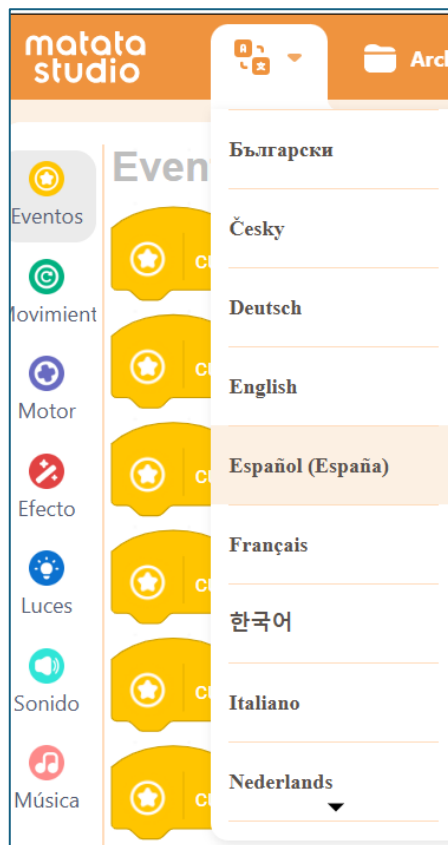 matata
studio
Arch
Even
Eventos
Movimient
Motor
Efecto
Luces
Sonido
Música
Български
Česky
Deutsch
English
Español (España)
Français
한국어
Italiano
Nederlands